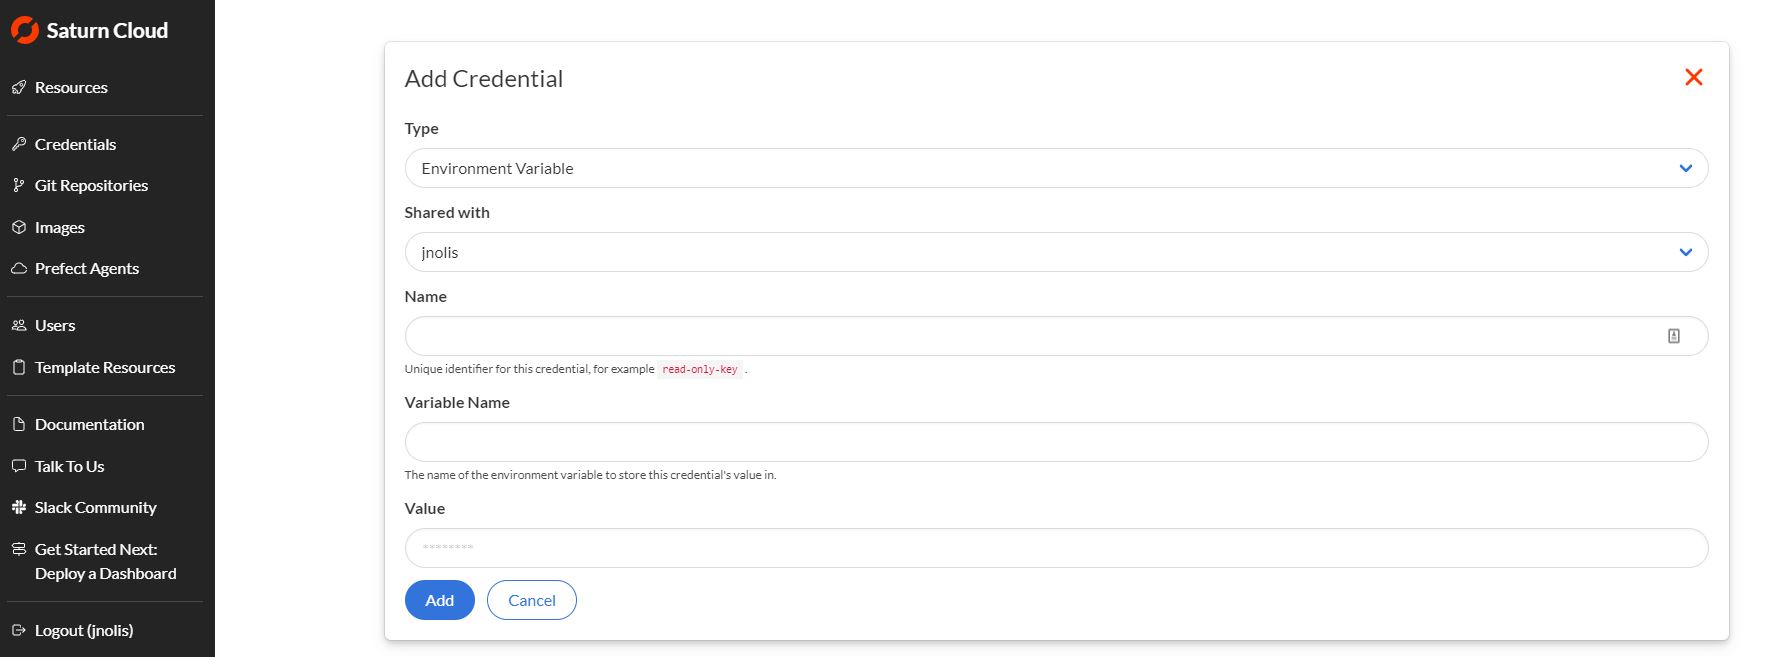 Saturn Cloud
Resources
Credentials
Git Repositories
Images
Prefect Agents
Users
Template Resources
Documentation
Talk To Us
Slack Community
Get Started Next:
Deploy a Dashboard
Logout (jnolis)
Add Credential
Type
Environment Variable
Shared with
jnolis
Name
Unique identifier for this credential, for example read-only-key .
Variable Name
The name of the environment variable to store this credential's value in.
Value
********
Add
Cancel